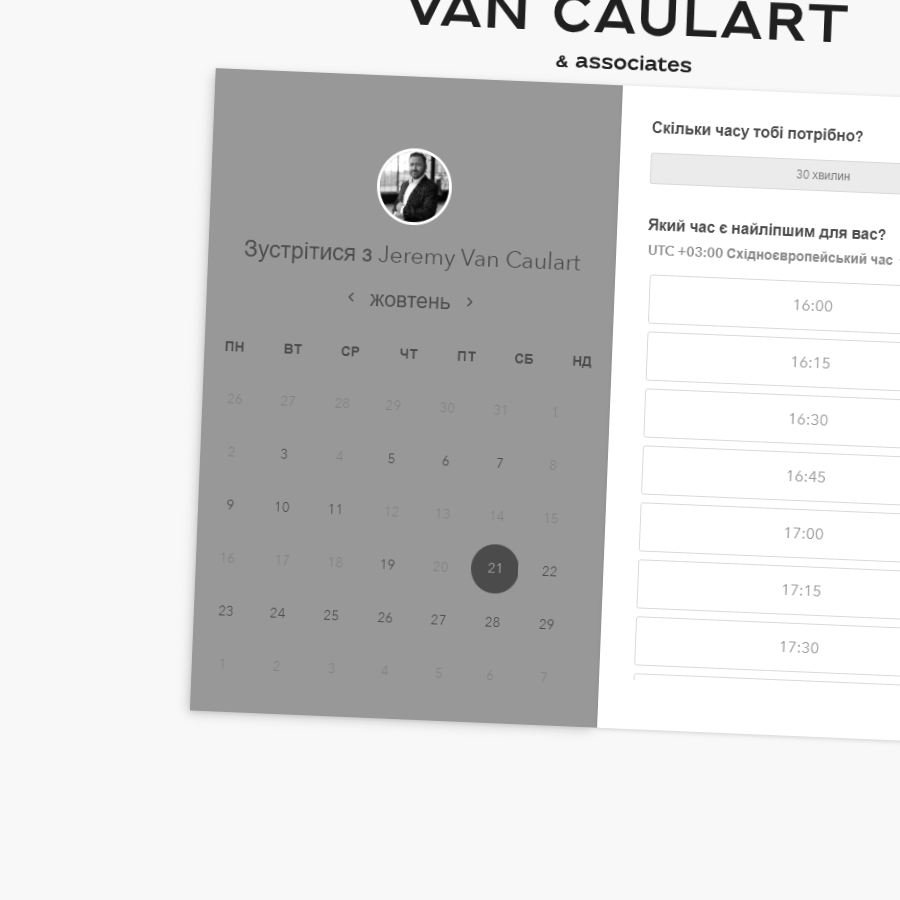 VAN CAULART
& associates
Зустрітися з Jeremy Van Caulart
жовтень
ПН ВТ СР ЧТ ПТ СБ НД
26 27 28 29 30 31 1
2 3 4 5 6 7 8
9 10 11 12 13 14 15
16 17 18 19 20 21 22
23 24 25 26 27 28 29
1 2 3 4 5 6 7
Скільки часу тобі потрібно?
30 хвилин
Який час є найліпшим для вас?
UTC +03:00 Східноєвропейський час
16:00
16:15
16:30
16:45
17:00
17:15
17:30